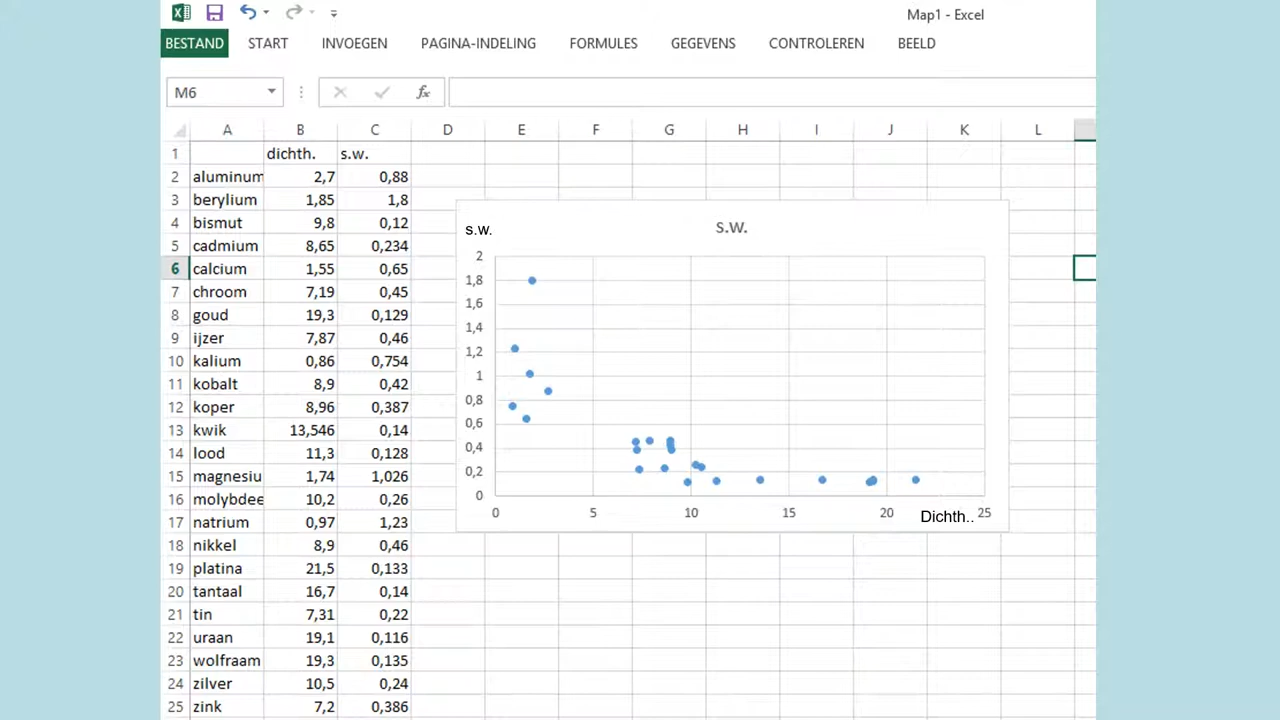 Map1 - Excel
BESTAND START INVOEGEN PAGINA-INDELING FORMULES GEGEVENS CONTROLEREN BEELD
M6 fx
A B C D E F G H I J K L
1 dichth. s.w.
2 aluminum 2,7 0,88
3 berylium 1,85 1,8
4 bismut 9,8 0,12
5 cadmium 8,65 0,234
6 calcium 1,55 0,65
7 chroom 7,19 0,45
8 goud 19,3 0,129
9 ijzer 7,87 0,46
10 kalium 0,86 0,754
11 kobalt 8,9 0,42
12 koper 8,96 0,387
13 kwik 13,546 0,14
14 lood 11,3 0,128
15 magnesiu 1,74 1,026
16 molybdee 10,2 0,26
17 natrium 0,97 1,23
18 nikkel 8,9 0,46
19 platina 21,5 0,133
20 tantaal 16,7 0,14
21 tin 7,31 0,22
22 uraan 19,1 0,116
23 wolfraam 19,3 0,135
24 zilver 10,5 0,24
25 zink 7,2 0,386
s.w. s.w.
2
1,8
1,6
1,4
1,2
1
0,8
0,6
0,4
0,2
0
0 5 10 15 20 Dichth.. 25